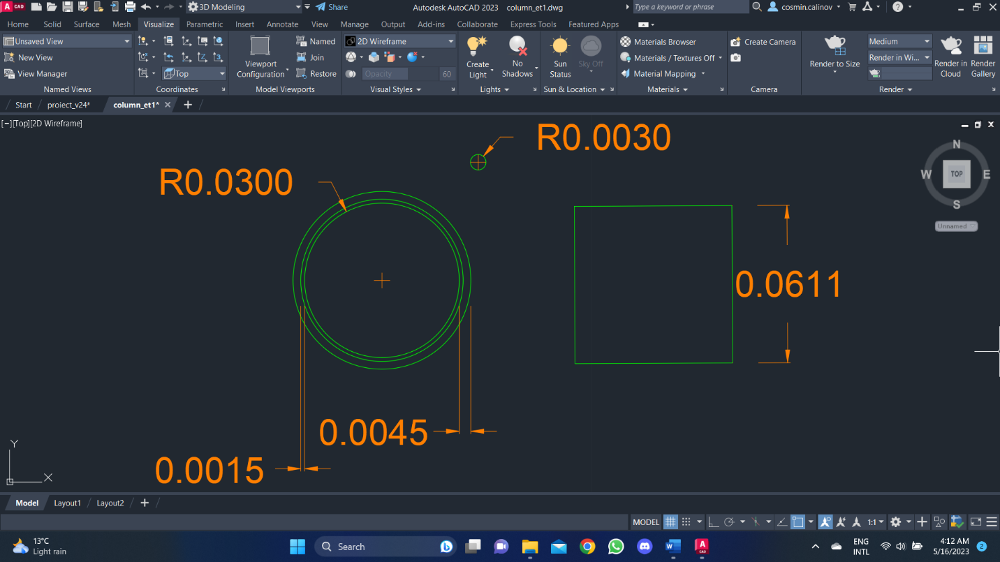 A CAD 3D Modeling Share Autodesk AutoCAD 2023 column_et1.dwg Type a keyword or phrase cosmin.calinov
Home Solid Surface Mesh Visualize Parametric Insert Annotate View Manage Output Add-ins Collaborate Express Tools Featured Apps
Unsaved View
New View
View Manager
Named Views
Top
Coordinates
Viewport
Configuration
Named
Join
Restore
Model Viewports
2D Wireframe
Opacity 60
Visual Styles
Create
Light
No
Shadows
Lights
Sun
Status
Sky Off
Sun & Location
Materials Browser
Materials / Textures Off
Material Mapping
Materials
Create Camera
Camera
Render to Size
Medium
Render in Wi...
Render in
Cloud
Render
Gallery
Render
Start proiect_v24* column_et1*
[−][Top][2D Wireframe]
R0.0030
R0.0300
N
W TOP E
S
Unnamed
0.0611
0.0045
0.0015
Y
X
Model Layout1 Layout2
MODEL 1:1
13°C
Light rain
Search
ENG
INTL
4:12 AM
5/16/2023
2